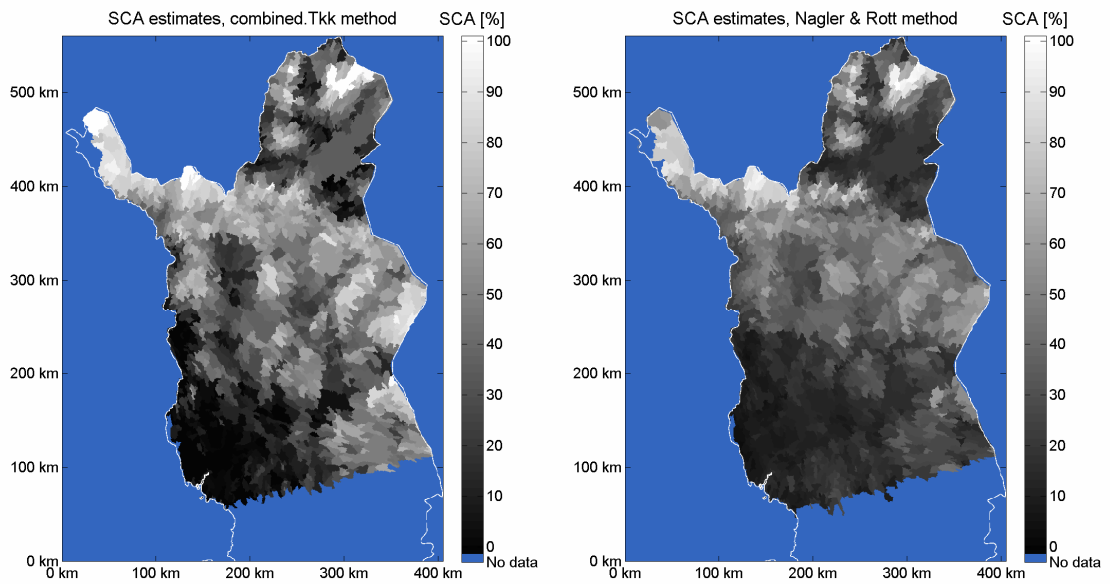 SCA estimates, combined.Tkk method
SCA [%]
500 km
400 km
300 km
200 km
100 km
0 km
0 km
100 km
200 km
300 km
400 km
100
90
80
70
60
50
40
30
20
10
0
No data
SCA estimates, Nagler & Rott method
SCA [%]
500 km
400 km
300 km
200 km
100 km
0 km
0 km
100 km
200 km
300 km
400 km
100
90
80
70
60
50
40
30
20
10
0
No data